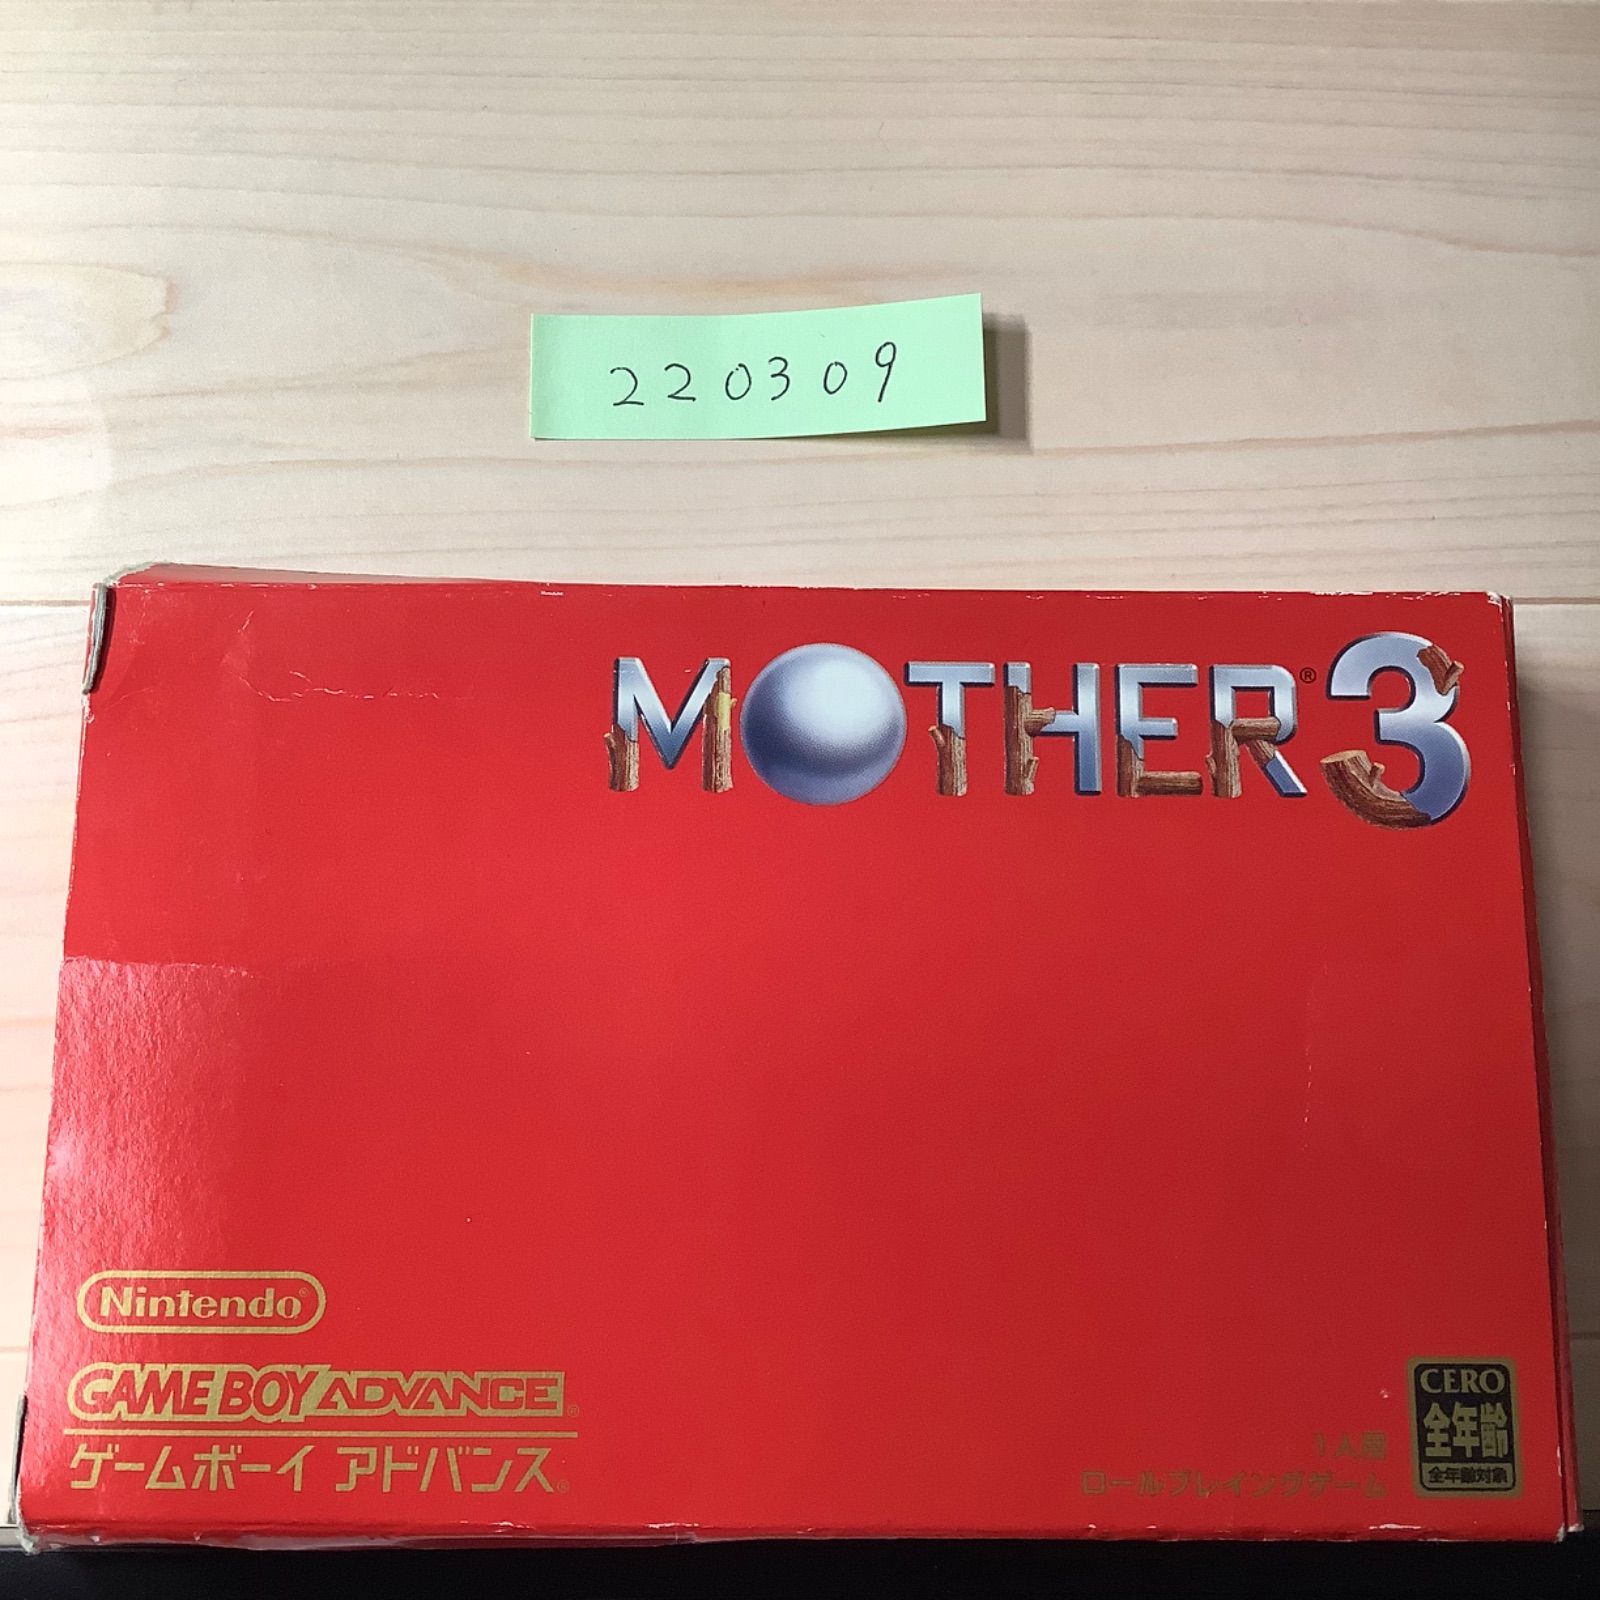 220309
MOTHER® 3
Nintendo®
GAME BOY ADVANCE®
ゲームボーイ アドバンス®
1人用
ロールプレイングゲーム
CERO
全年齢
全年齢対象